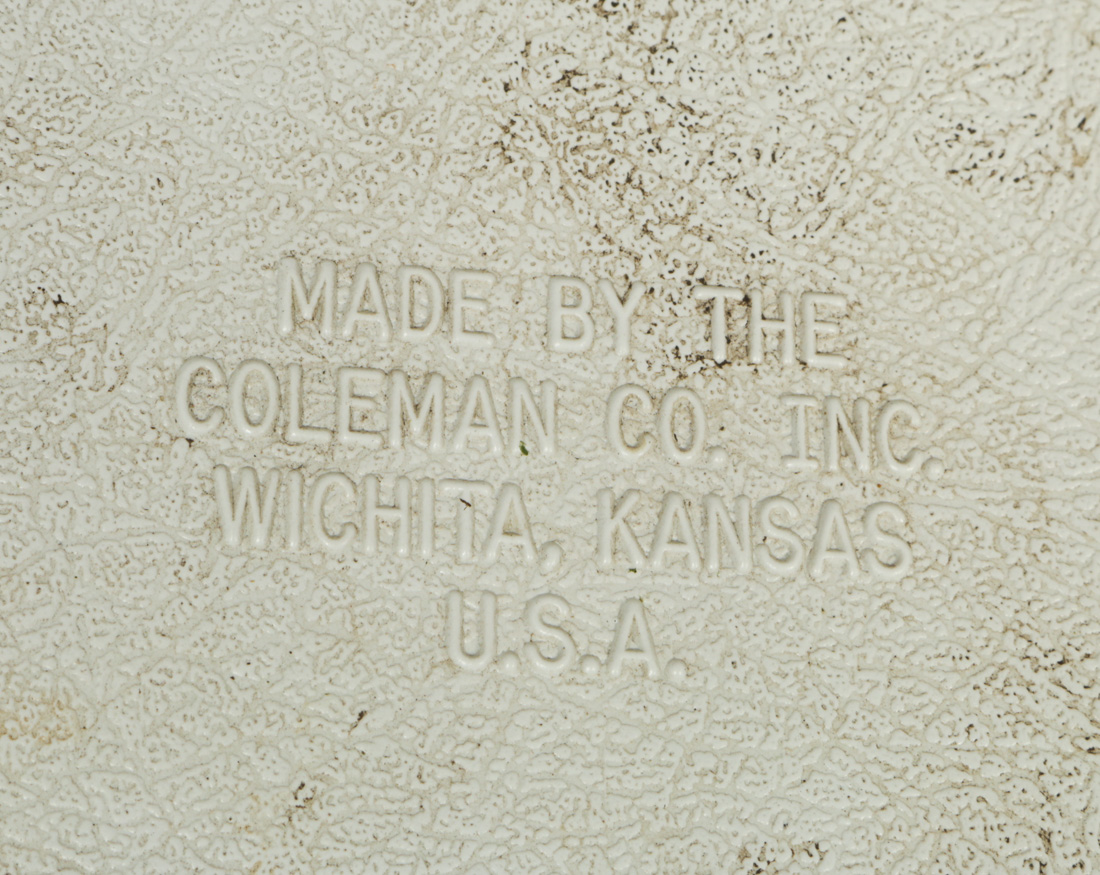 MADE BY THE
COLEMAN CO. INC.
WICHITA, KANSAS
U.S.A.